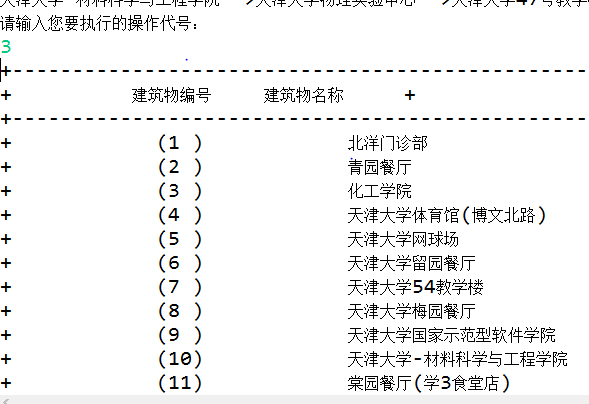 天津大学-材料科学与工程学院-->天津大学物理实验中心-->天津大学47号教学
请输入您要执行的操作代号：
3
+------------------------------------------------
+ 建筑物编号 建筑物名称 +
+------------------------------------------------
+ (1 ) 北洋门诊部
+ (2 ) 青园餐厅
+ (3 ) 化工学院
+ (4 ) 天津大学体育馆(博文北路)
+ (5 ) 天津大学网球场
+ (6 ) 天津大学留园餐厅
+ (7 ) 天津大学54教学楼
+ (8 ) 天津大学梅园餐厅
+ (9 ) 天津大学国家示范型软件学院
+ (10) 天津大学-材料科学与工程学院
+ (11) 棠园餐厅(学3食堂店)